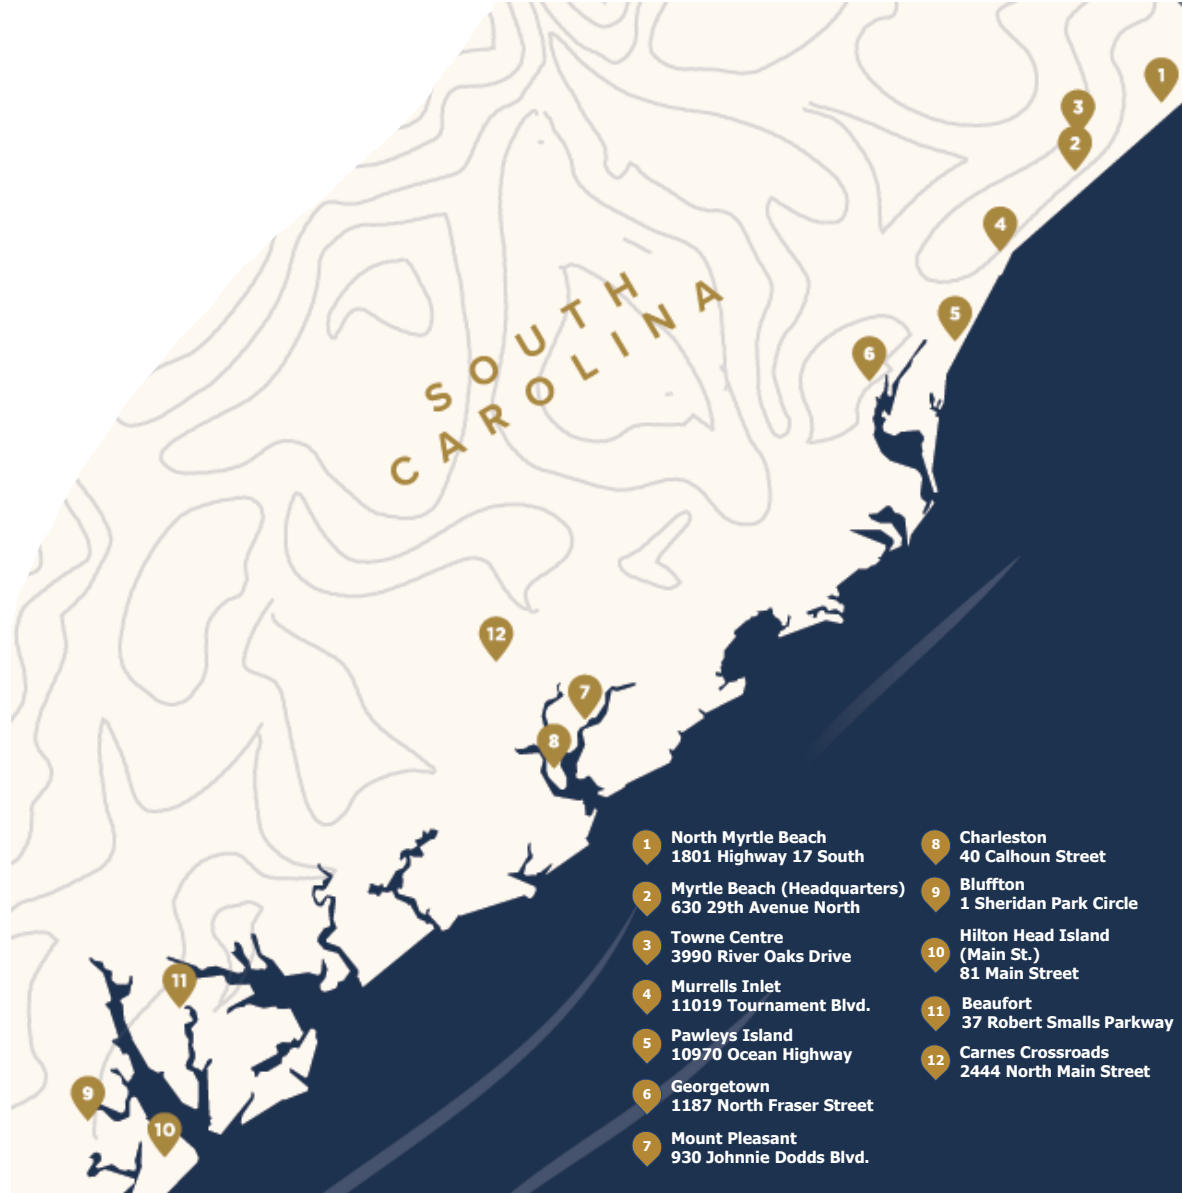 1
3
2
4
5
6
SOUTH
CAROLINA
12
7
8
11
9
10
1 North Myrtle Beach
1801 Highway 17 South
2 Myrtle Beach (Headquarters)
630 29th Avenue North
3 Towne Centre
3990 River Oaks Drive
4 Murrells Inlet
11019 Tournament Blvd.
5 Pawleys Island
10970 Ocean Highway
6 Georgetown
1187 North Fraser Street
7 Mount Pleasant
930 Johnnie Dodds Blvd.
8 Charleston
40 Calhoun Street
9 Bluffton
1 Sheridan Park Circle
10 Hilton Head Island
(Main St.)
81 Main Street
11 Beaufort
37 Robert Smalls Parkway
12 Carnes Crossroads
2444 North Main Street